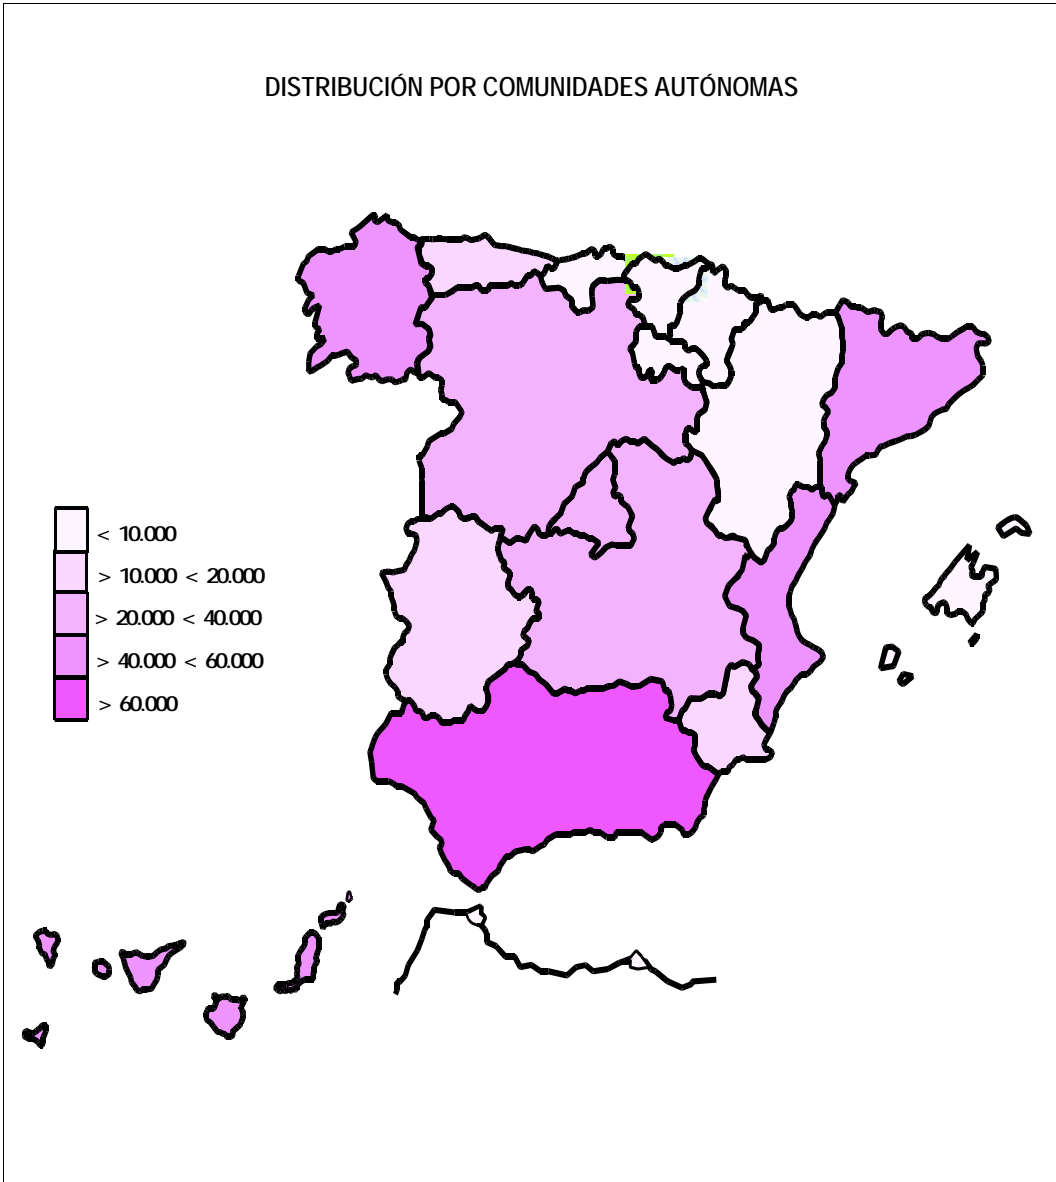 DISTRIBUCIÓN POR COMUNIDADES AUTÓNOMAS
< 10.000
> 10.000 < 20.000
> 20.000 < 40.000
> 40.000 < 60.000
> 60.000